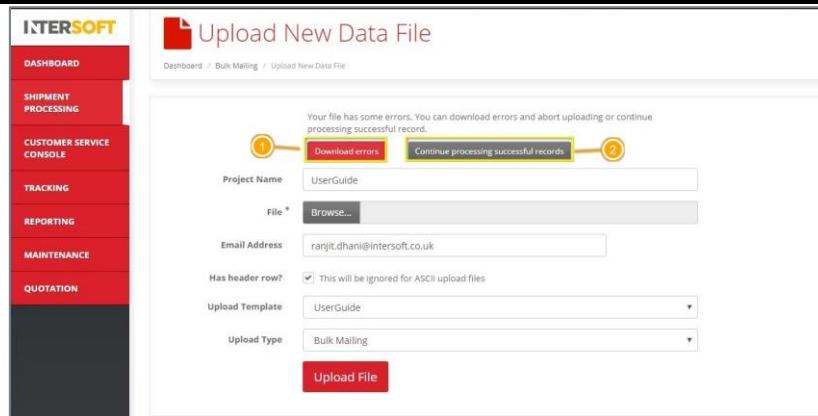 INTERSOFT
DASHBOARD
SHIPMENT
PROCESSING
CUSTOMER SERVICE
CONSOLE
TRACKING
REPORTING
MAINTENANCE
QUOTATION
Upload New Data File
Dashboard / Bulk Mailing / Upload New Data File
Your file has some errors. You can download errors and abort uploading or continue
processing successful record.
1 Download errors Continue processing successful records 2
Project Name UserGuide
File * Browse...
Email Address ranjit.dhani@intersoft.co.uk
Has header row? This will be ignored for ASCII upload files
Upload Template UserGuide
Upload Type Bulk Mailing
Upload File